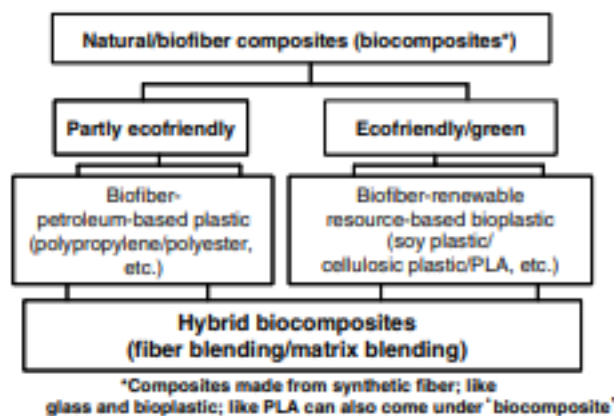 Natural/biofiber composites (biocomposites*)
Partly ecofriendly
Ecofriendly/green
Biofiber-
petroleum-based plastic
(polypropylene/polyester,
etc.)
Biofiber-renewable
resource-based bioplastic
(soy plastic/
cellulosic plastic/PLA, etc.)
Hybrid biocomposites
(fiber blending/matrix blending)
*Composites made from synthetic fiber; like
glass and bioplastic; like PLA can also come under 'biocomposite'